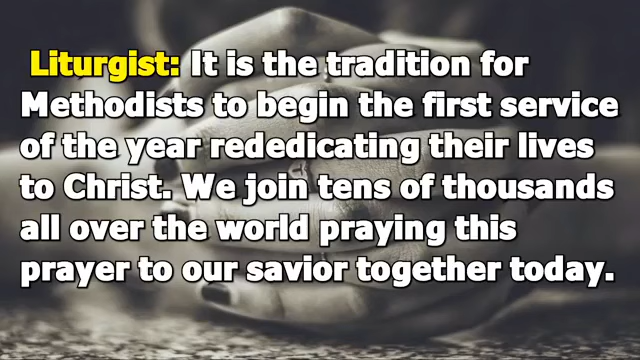 Liturgist: It is the tradition for
Methodists to begin the first service
of the year rededicating their lives
to Christ. We join tens of thousands
all over the world praying this
prayer to our savior together today.